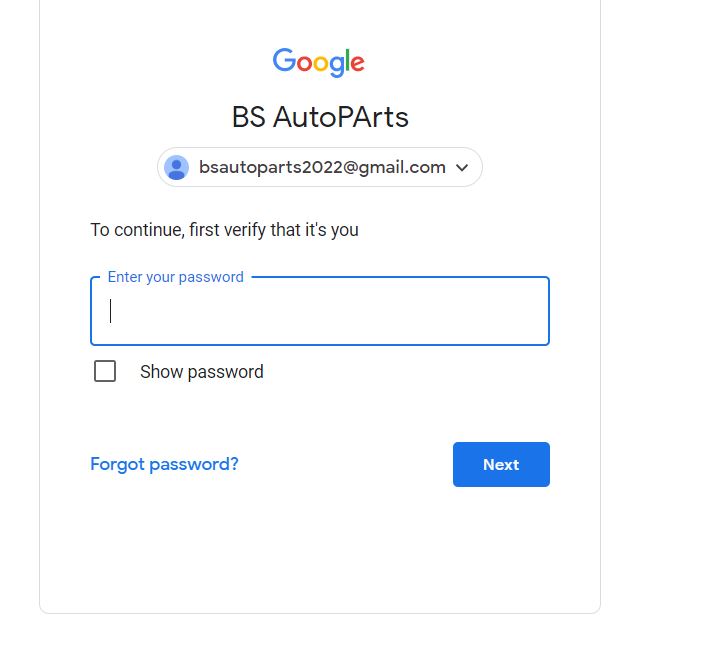 Google
BS AutoPArts
bsautoparts2022@gmail.com
To continue, first verify that it's you
Enter your password
Show password
Forgot password?
Next